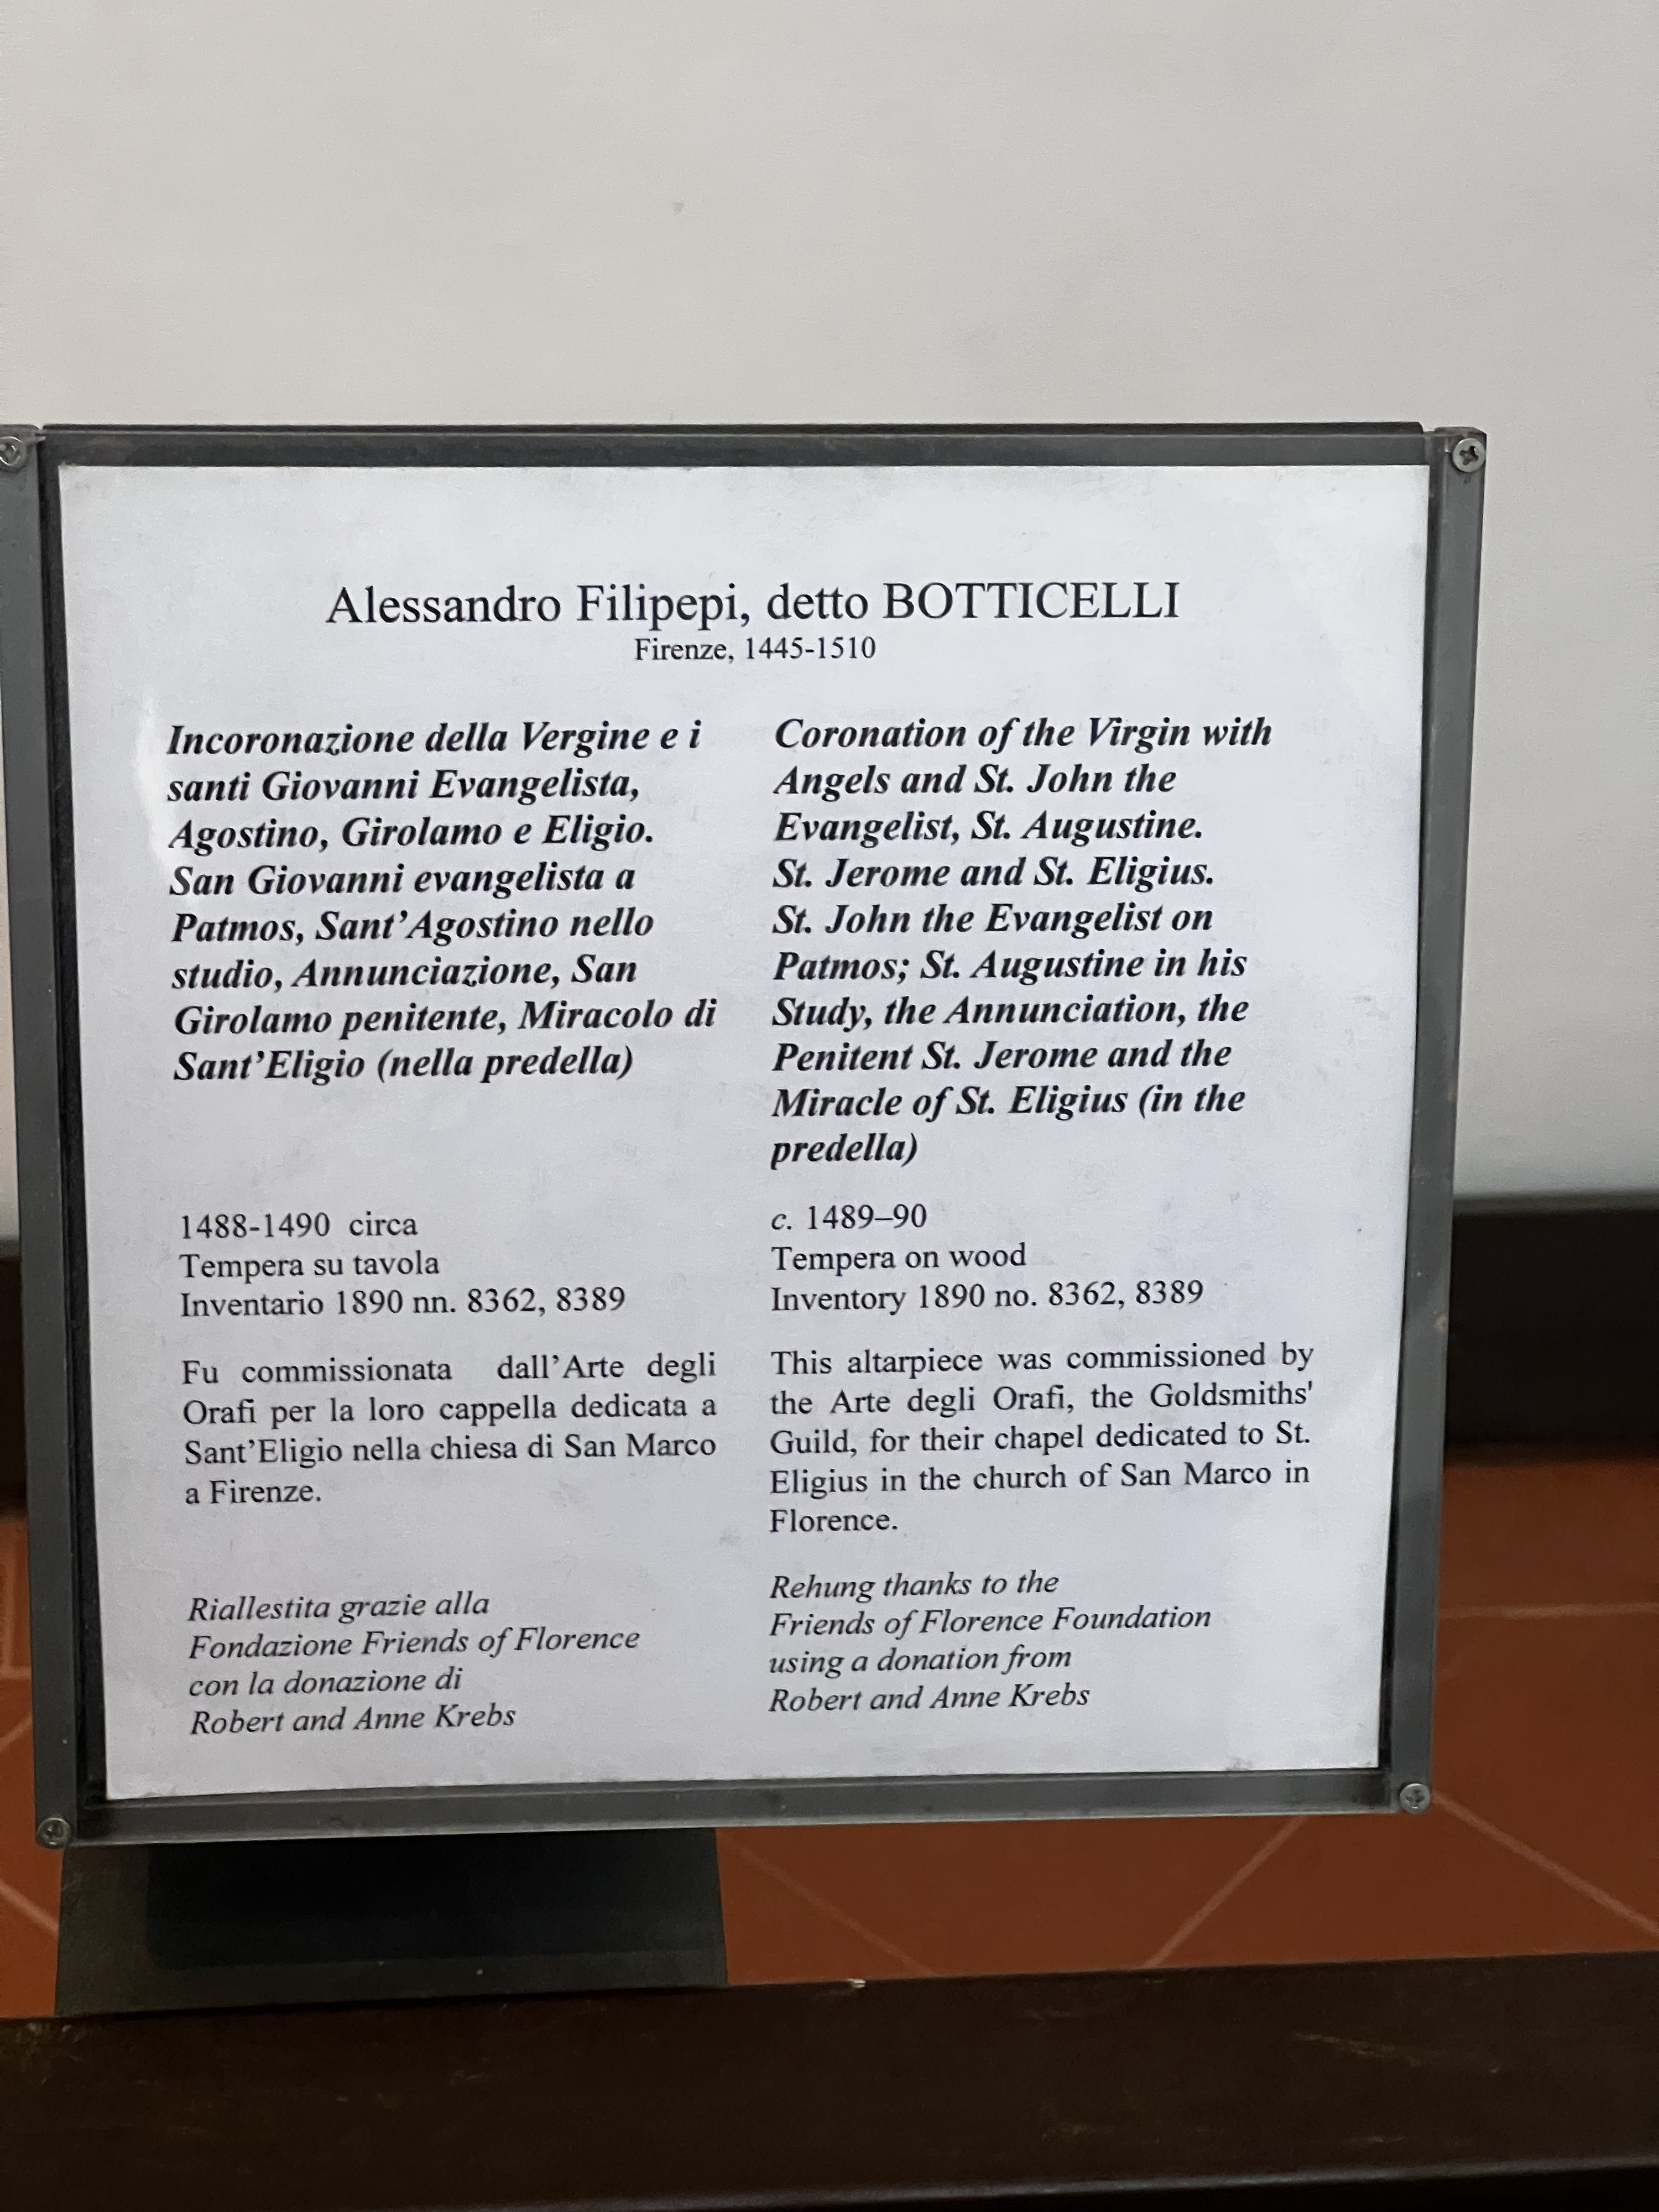 Alessandro Filipepi, detto BOTTICELLI
Firenze, 1445-1510
Incoronazione della Vergine e i
santi Giovanni Evangelista,
Agostino, Girolamo e Eligio.
San Giovanni evangelista a
Patmos, Sant’Agostino nello
studio, Annunciazione, San
Girolamo penitente, Miracolo di
Sant’Eligio (nella predella)
1488-1490 circa
Tempera su tavola
Inventario 1890 nn. 8362, 8389
Fu commissionata dall’Arte degli
Orafi per la loro cappella dedicata a
Sant’Eligio nella chiesa di San Marco
a Firenze.
Riallestita grazie alla
Fondazione Friends of Florence
con la donazione di
Robert and Anne Krebs
Coronation of the Virgin with
Angels and St. John the
Evangelist, St. Augustine.
St. Jerome and St. Eligius.
St. John the Evangelist on
Patmos; St. Augustine in his
Study, the Annunciation, the
Penitent St. Jerome and the
Miracle of St. Eligius (in the
predella)
c. 1489–90
Tempera on wood
Inventory 1890 no. 8362, 8389
This altarpiece was commissioned by
the Arte degli Orafi, the Goldsmiths'
Guild, for their chapel dedicated to St.
Eligius in the church of San Marco in
Florence.
Rehung thanks to the
Friends of Florence Foundation
using a donation from
Robert and Anne Krebs